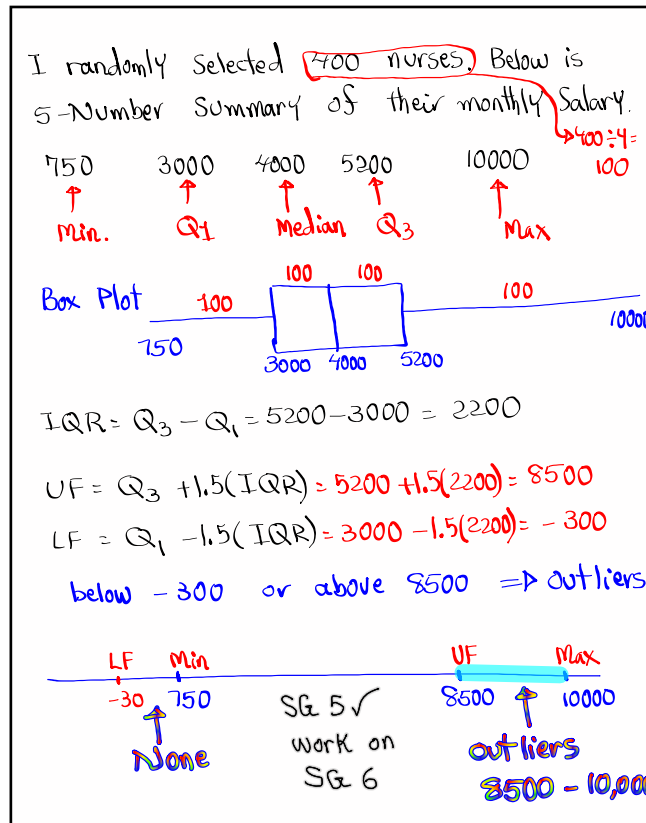 I randomly selected 400 nurses. Below is
5-Number Summary of their monthly Salary.
400÷4=
100
750 3000 4000 5200 10000
Min. Q1 Median Q3 Max
100 100
Box Plot 100 100
750 3000 4000 5200 10000
IQR = Q3 - Q1 = 5200-3000 = 2200
UF = Q3 +1.5(IQR) = 5200 +1.5(2200) = 8500
LF = Q1 -1.5(IQR) = 3000 -1.5(2200) = -300
below -300 or above 8500 => outliers
LF Min UF Max
-30 750 8500 10000
None
SG 5✓
work on
SG 6
outliers
8500 - 10,000